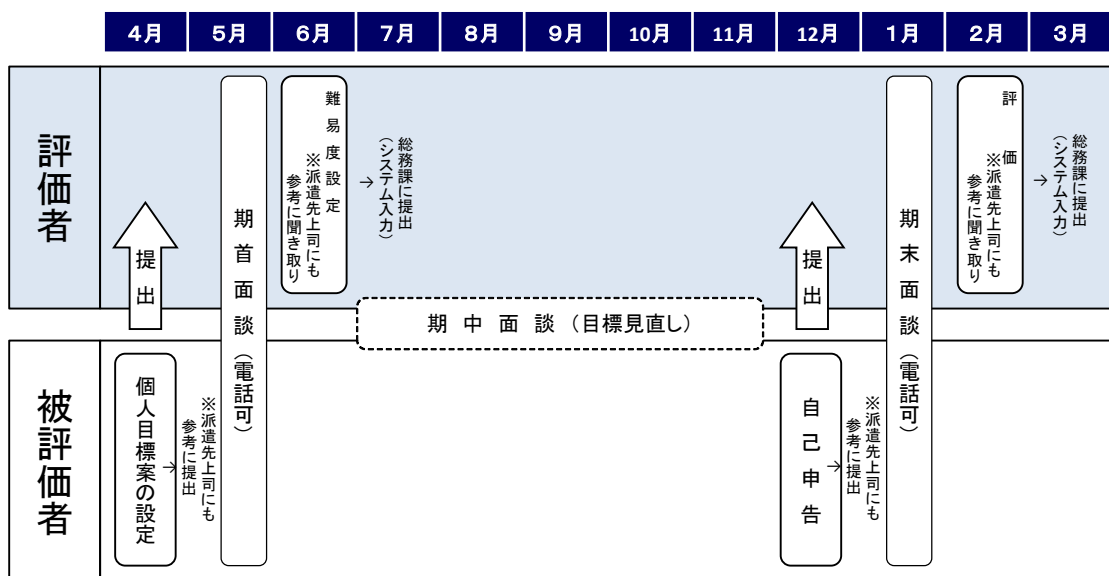 4月 5月 6月 7月 8月 9月 10月 11月 12月 1月 2月 3月
評価者
提出
期首面談(電話可)
難易度設定
※派遣先上司にも
参考に聞き取り
→
総務課に提出
(システム入力)
期中面談(目標見直し)
提出
期末面談(電話可)
評価
※派遣先上司にも
参考に聞き取り
→
総務課に提出
(システム入力)
被評価者
個人目標案の設定
→
※派遣先上司にも
参考に提出
自己申告
→
※派遣先上司にも
参考に提出